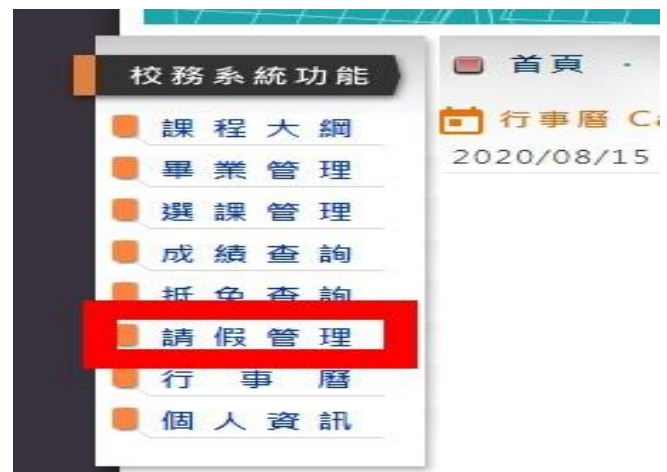 校務系統功能
課程大綱
畢業管理
選課管理
成績查詢
抵免查詢
請假管理
行事曆
個人資訊
首頁 ·
行事曆 Ca
2020/08/15